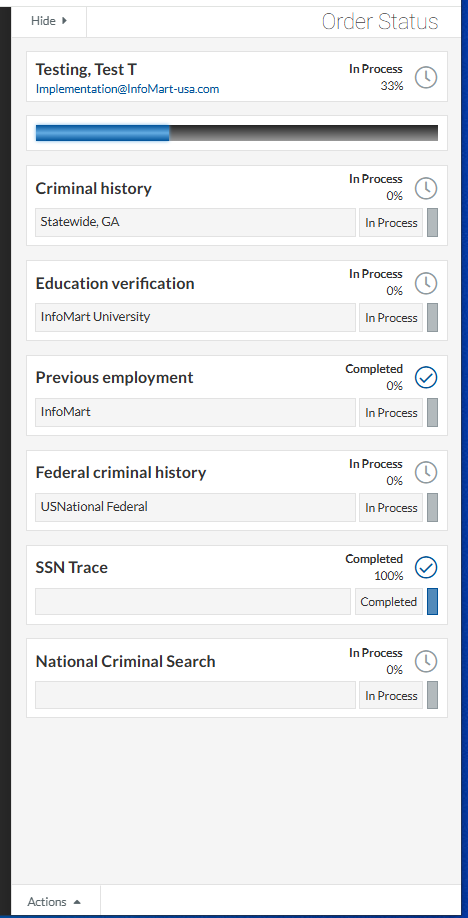 Hide
Order Status
Testing, Test T
In Process
Implementation@InfoMart-usa.com
33%
Criminal history
In Process
0%
Statewide, GA
In Process
Education verification
In Process
0%
InfoMart University
In Process
Previous employment
Completed
0%
InfoMart
In Process
Federal criminal history
In Process
0%
USNational Federal
In Process
SSN Trace
Completed
100%
Completed
National Criminal Search
In Process
0%
In Process
Actions